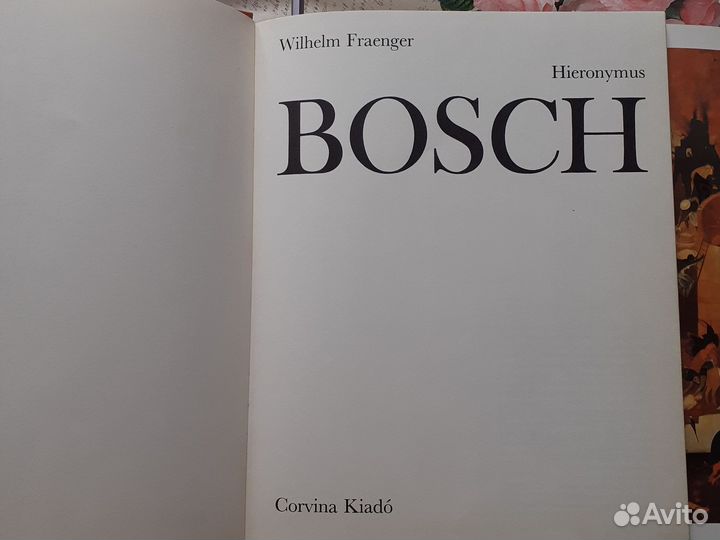 Wilhelm Fraenger
Hieronymus
BOSCH
Corvina Kiadó
Avito